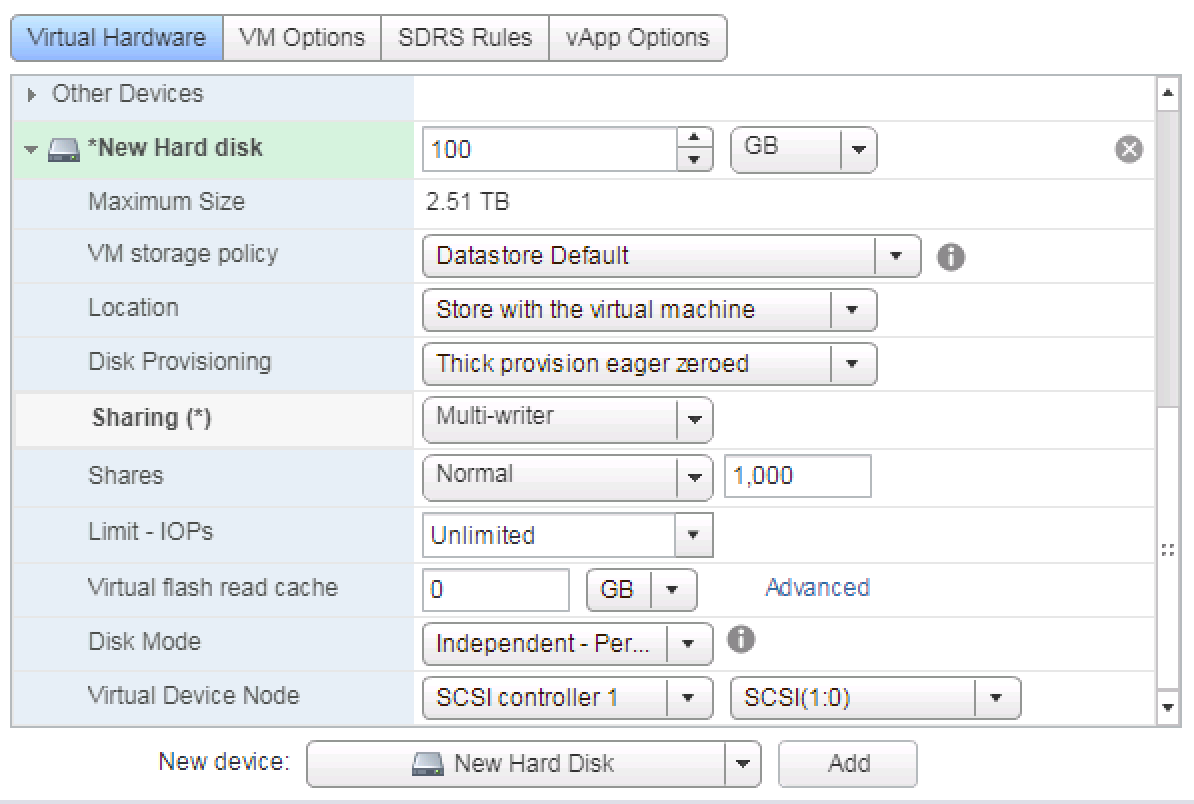 Virtual Hardware VM Options SDRS Rules vApp Options
Other Devices
*New Hard disk 100 GB
Maximum Size 2.51 TB
VM storage policy Datastore Default
Location Store with the virtual machine
Disk Provisioning Thick provision eager zeroed
Sharing (*) Multi-writer
Shares Normal 1,000
Limit - IOPs Unlimited
Virtual flash read cache 0 GB Advanced
Disk Mode Independent - Per...
Virtual Device Node SCSI controller 1 SCSI(1:0)
New device: New Hard Disk Add